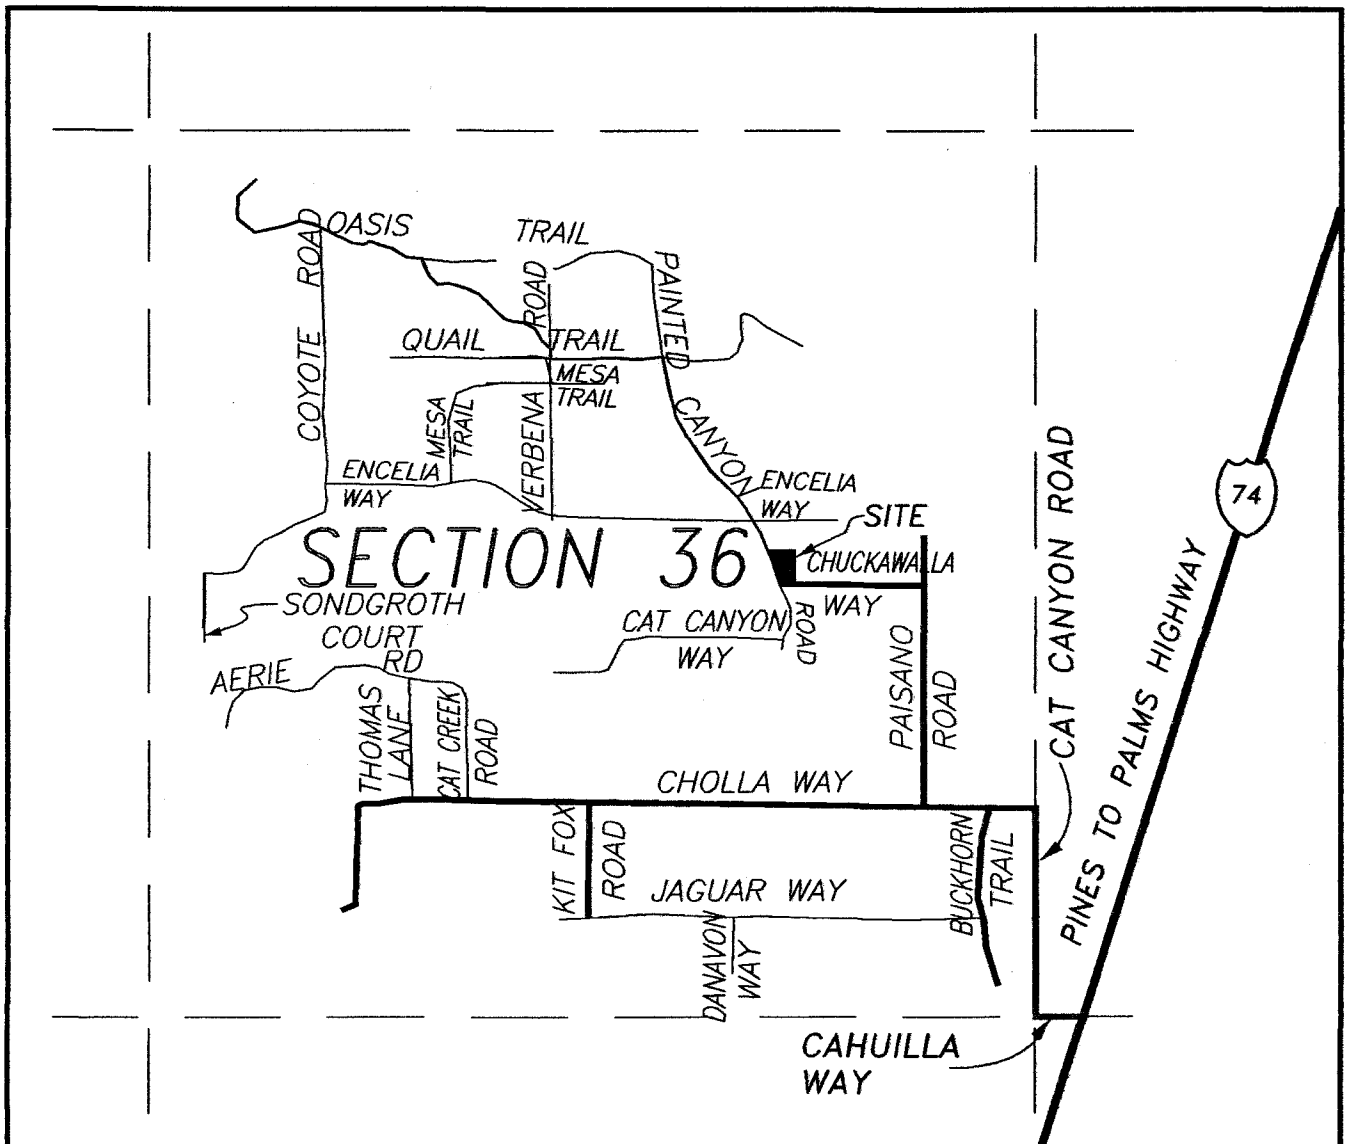 OASIS
TRAIL
COYOTE ROAD
VERBENA ROAD
PAINTED
CANYON
ROAD
QUAIL TRAIL
MESA
TRAIL
MESA
TRAIL
ENCELIA
WAY
ENCELIA
WAY
SITE
SECTION 36
CHUCKAWALLA
WAY
SONDGROTH
COURT
CAT CANYON
WAY
AERIE RD
THOMAS
LANE
CAT CREEK
ROAD
PAISANO
ROAD
CHOLLA WAY
KIT FOX
ROAD
JAGUAR WAY
BUCKHORN
TRAIL
DANAVON
WAY
CAT CANYON ROAD
74
PINES TO PALMS HIGHWAY
CAHUILLA
WAY